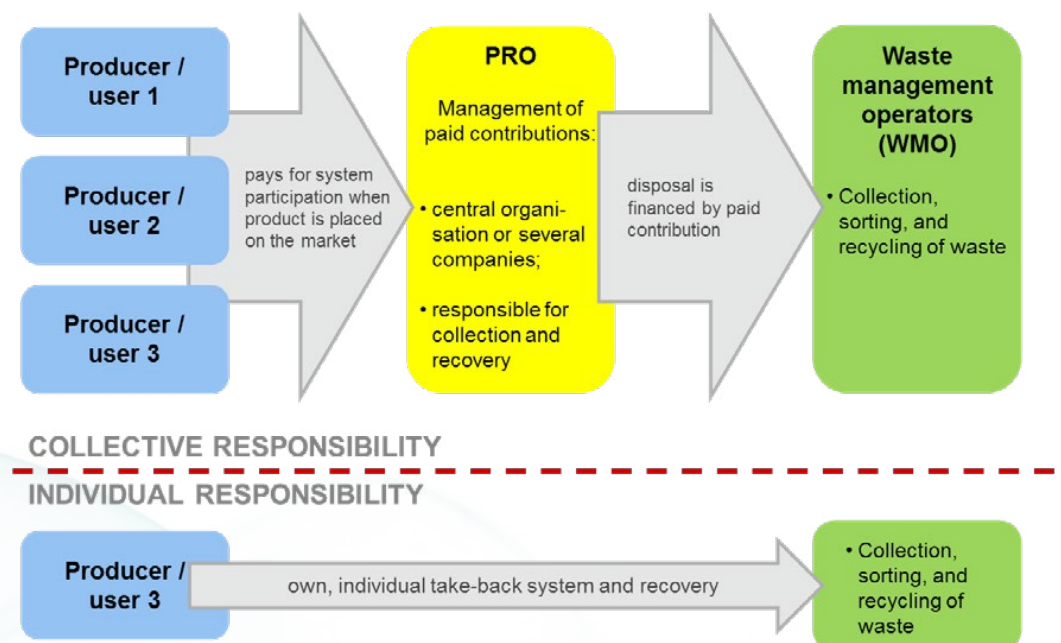 Producer /
user 1
Producer /
user 2
Producer /
user 3
pays for system
participation when
product is placed
on the market
PRO
Management of
paid contributions:
• central organi-
sation or several
companies;
• responsible for
collection and
recovery
disposal is
financed by paid
contribution
Waste
management
operators
(WMO)
• Collection,
sorting, and
recycling of waste
COLLECTIVE RESPONSIBILITY
INDIVIDUAL RESPONSIBILITY
Producer /
user 3
own, individual take-back system and recovery
• Collection,
sorting, and
recycling of
waste